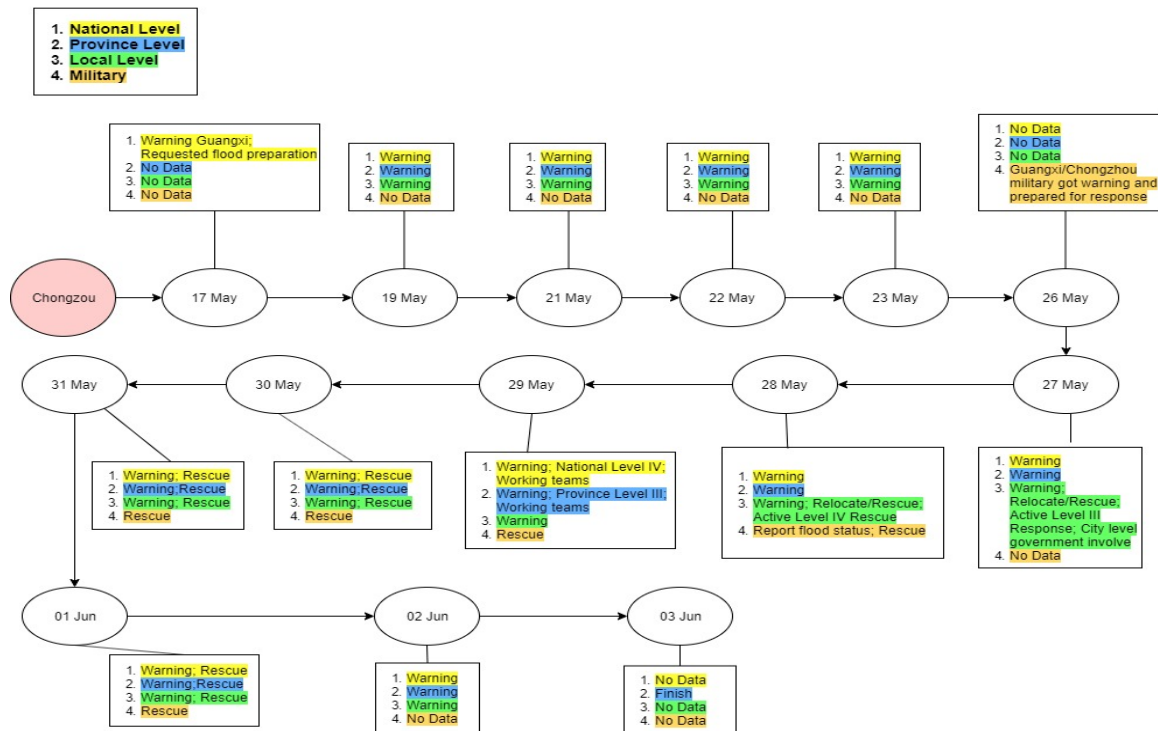 1. National Level
2. Province Level
3. Local Level
4. Military
1. Warning Guangxi;
Requested flood preparation
2. No Data
3. No Data
4. No Data
1. Warning
2. Warning
3. Warning
4. No Data
1. Warning
2. Warning
3. Warning
4. No Data
1. Warning
2. Warning
3. Warning
4. No Data
1. Warning
2. Warning
3. Warning
4. No Data
1. No Data
2. No Data
3. No Data
4. Guangxi/Chongzhou
military got warning and
prepared for response
Chongzou
17 May
19 May
21 May
22 May
23 May
26 May
31 May
30 May
29 May
28 May
27 May
1. Warning; Rescue
2. Warning;Rescue
3. Warning; Rescue
4. Rescue
1. Warning; Rescue
2. Warning;Rescue
3. Warning; Rescue
4. Rescue
1. Warning; National Level IV;
Working teams
2. Warning; Province Level III;
Working teams
3. Warning
4. Rescue
1. Warning
2. Warning
3. Warning; Relocate/Rescue;
Active Level IV Rescue
4. Report flood status; Rescue
1. Warning
2. Warning
3. Warning;
Relocate/Rescue;
Active Level III
Response; City level
government involve
4. No Data
01 Jun
02 Jun
03 Jun
1. Warning; Rescue
2. Warning;Rescue
3. Warning; Rescue
4. Rescue
1. Warning
2. Warning
3. Warning
4. No Data
1. No Data
2. Finish
3. No Data
4. No Data